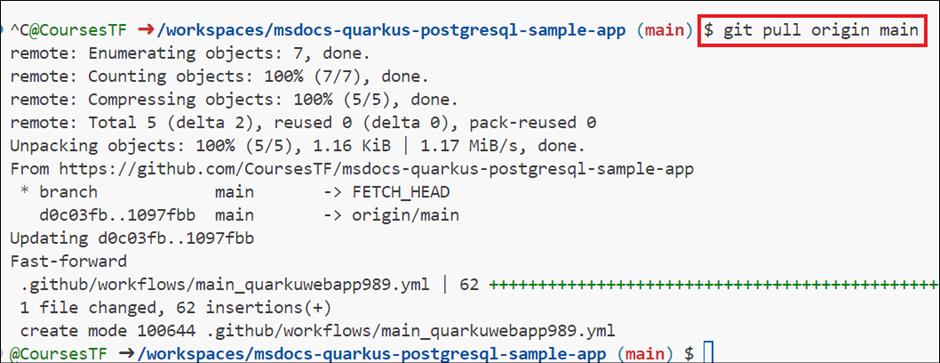 ^C@CoursesTF ➜/workspaces/msdocs-quarkus-postgresql-sample-app (main) $ git pull origin main
remote: Enumerating objects: 7, done.
remote: Counting objects: 100% (7/7), done.
remote: Compressing objects: 100% (5/5), done.
remote: Total 5 (delta 2), reused 0 (delta 0), pack-reused 0
Unpacking objects: 100% (5/5), 1.16 KiB | 1.17 MiB/s, done.
From https://github.com/CoursesTF/msdocs-quarkus-postgresql-sample-app
 * branch            main       -> FETCH_HEAD
   d0c03fb..1097fbb  main       -> origin/main
Updating d0c03fb..1097fbb
Fast-forward
 .github/workflows/main_quarkuwebapp989.yml | 62 +++++++++++++++++++++++++++++++++++++++++++++
 1 file changed, 62 insertions(+)
 create mode 100644 .github/workflows/main_quarkuwebapp989.yml
@CoursesTF ➜/workspaces/msdocs-quarkus-postgresql-sample-app (main) $